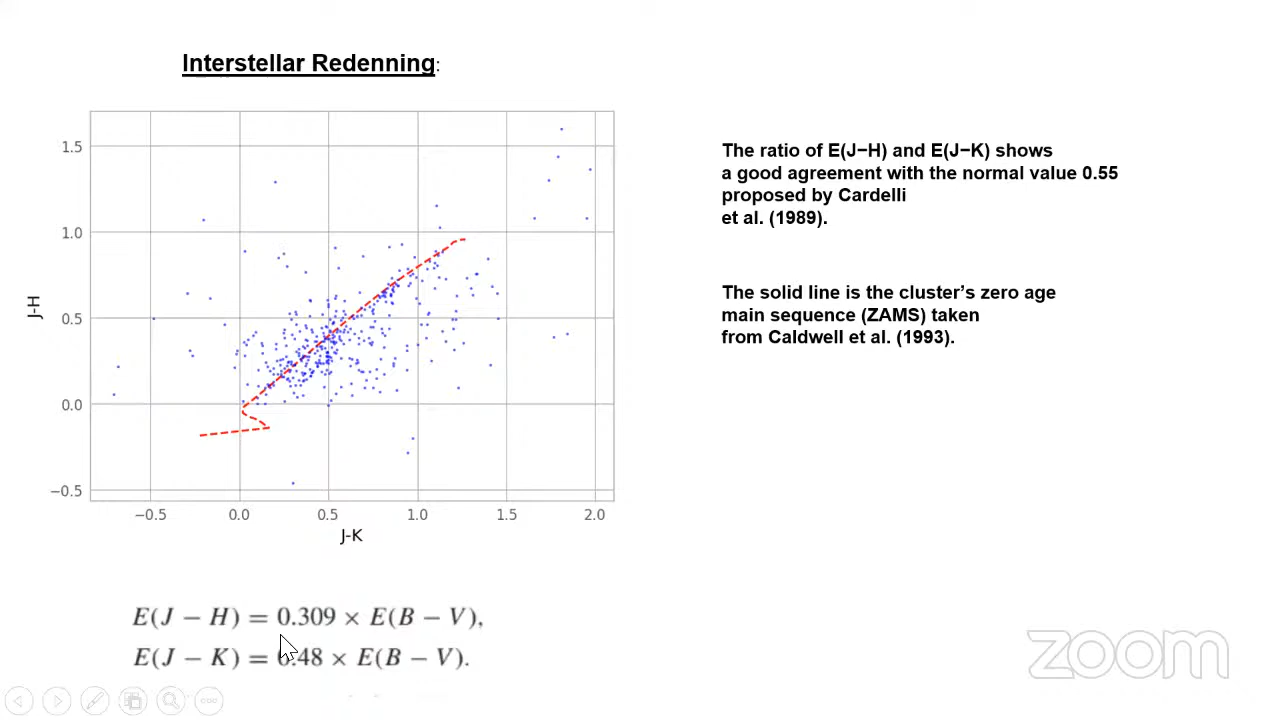 Interstellar Redenning:
1.5
1.0
0.5
0.0
−0.5
J-H
−0.5 0.0 0.5 1.0 1.5 2.0
J-K
The ratio of E(J−H) and E(J−K) shows
a good agreement with the normal value 0.55
proposed by Cardelli
et al. (1989).
The solid line is the cluster’s zero age
main sequence (ZAMS) taken
from Caldwell et al. (1993).
E(J − H) = 0.309 × E(B − V),
E(J − K) = 0.48 × E(B − V).
zoom